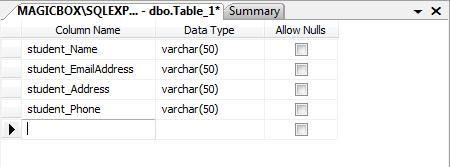 MAGICBOX\SQLEXP... - dbo.Table_1* Summary
Column Name Data Type Allow Nulls
student_Name varchar(50)
student_EmailAddress varchar(50)
student_Address varchar(50)
student_Phone varchar(50)